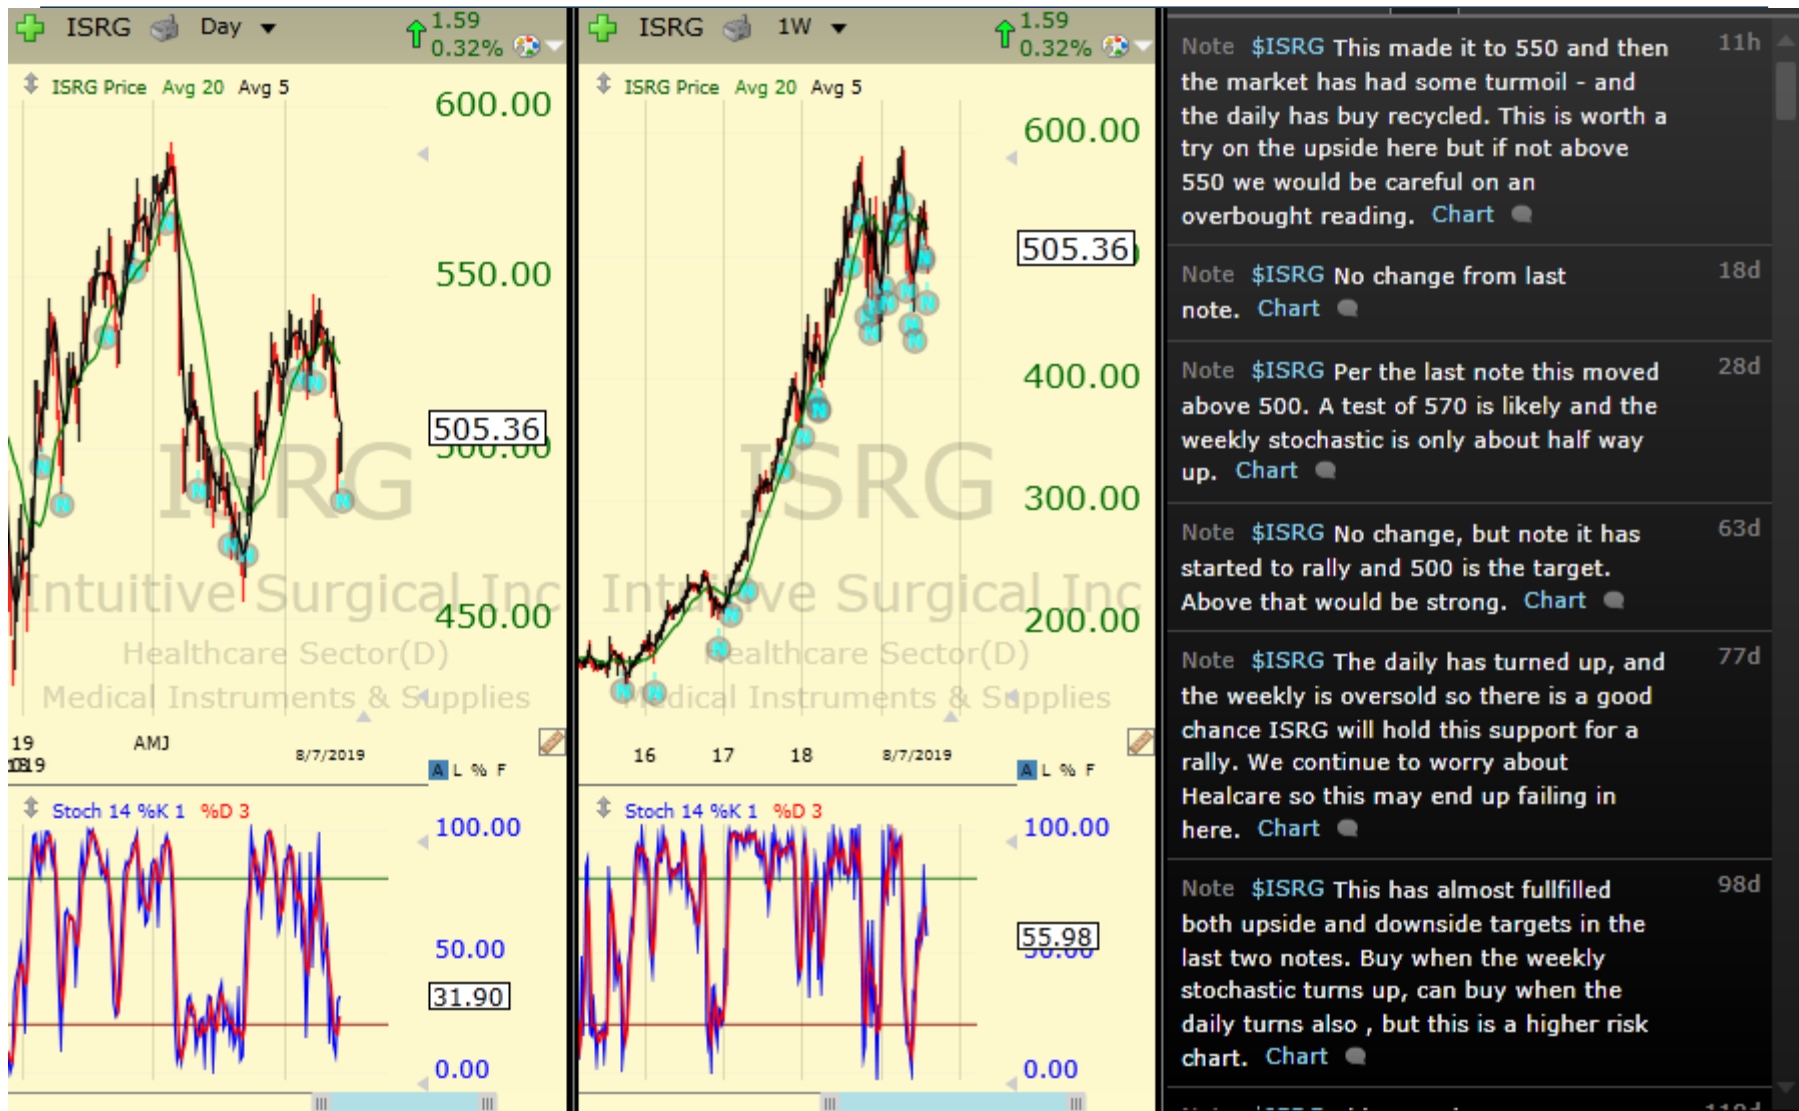 ISRG Day 1.59
0.32%
ISRG Price Avg 20 Avg 5
600.00
550.00
505.36
500.00
450.00
ISRG
Intuitive Surgical Inc
Healthcare Sector(D)
Medical Instruments & Supplies
19 AMJ 8/7/2019
A L % F
Stoch 14 %K 1 %D 3
100.00
50.00
31.90
0.00
ISRG 1W 1.59
0.32%
ISRG Price Avg 20 Avg 5
600.00
505.36
400.00
300.00
200.00
ISRG
Intuitive Surgical Inc
Healthcare Sector(D)
Medical Instruments & Supplies
16 17 18 8/7/2019
A L % F
Stoch 14 %K 1 %D 3
100.00
55.98
50.00
0.00
Note $ISRG This made it to 550 and then 11h
the market has had some turmoil - and
the daily has buy recycled. This is worth a
try on the upside here but if not above
550 we would be careful on an
overbought reading. Chart
Note $ISRG No change from last 18d
note. Chart
Note $ISRG Per the last note this moved 28d
above 500. A test of 570 is likely and the
weekly stochastic is only about half way
up. Chart
Note $ISRG No change, but note it has 63d
started to rally and 500 is the target.
Above that would be strong. Chart
Note $ISRG The daily has turned up, and 77d
the weekly is oversold so there is a good
chance ISRG will hold this support for a
rally. We continue to worry about
Healcare so this may end up failing in
here. Chart
Note $ISRG This has almost fullfilled 98d
both upside and downside targets in the
last two notes. Buy when the weekly
stochastic turns up, can buy when the
daily turns also , but this is a higher risk
chart. Chart